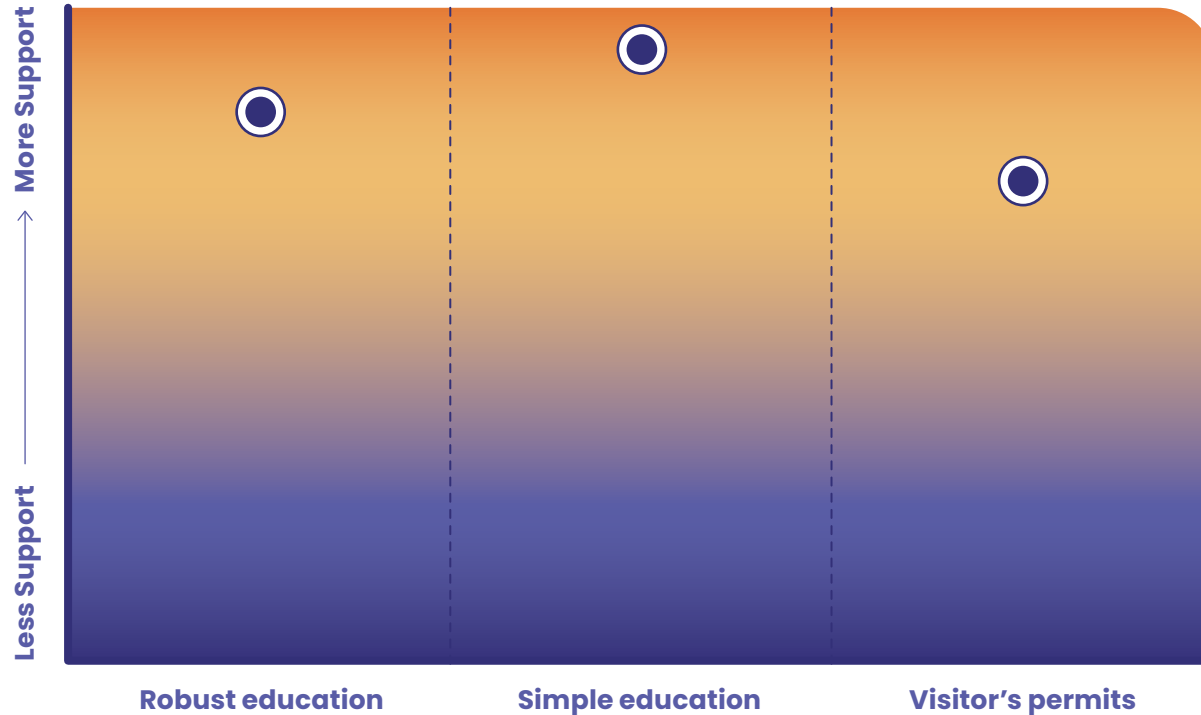 More Support
Less Support
Robust education
Simple education
Visitor’s permits